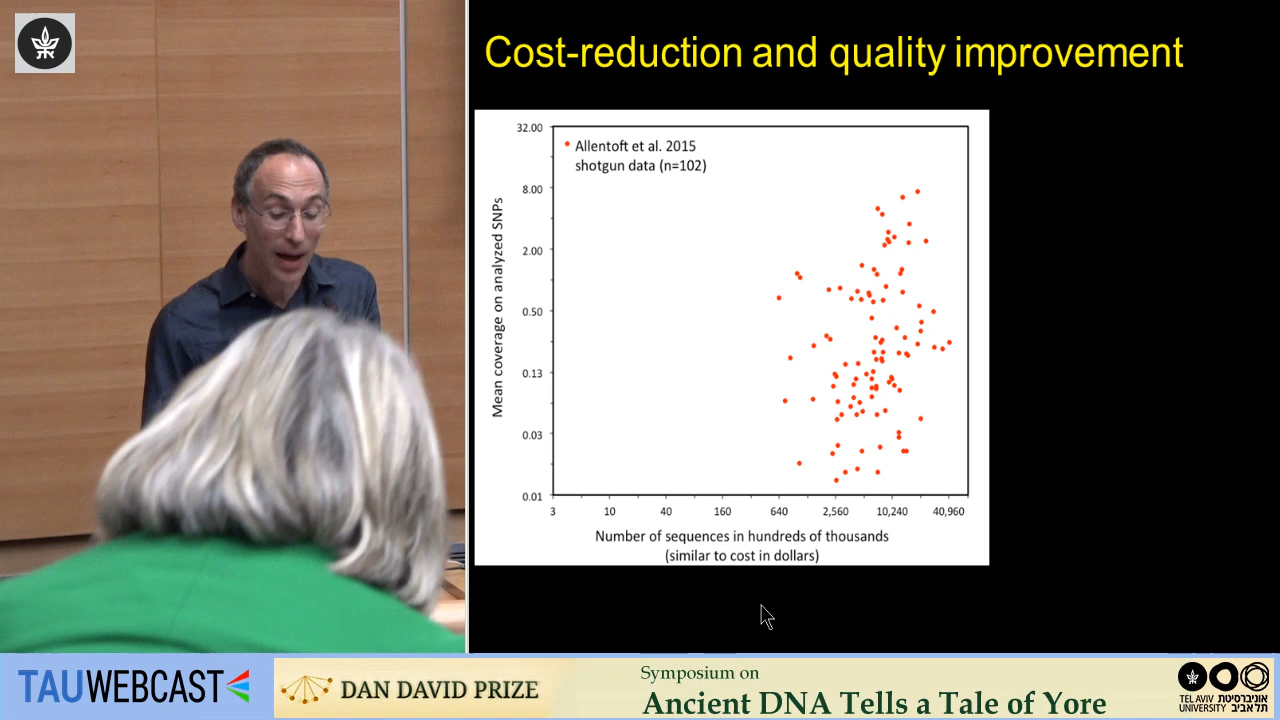 Cost-reduction and quality improvement
32.00
8.00
2.00
0.50
0.13
0.03
0.01
Mean coverage on analyzed SNPs
Allentoft et al. 2015
shotgun data (n=102)
3
10
40
160
640
2,560
10,240
40,960
Number of sequences in hundreds of thousands
(similar to cost in dollars)
TAUWEBCAST
DAN DAVID PRIZE
Symposium on
Ancient DNA Tells a Tale of Yore
TEL AVIV אוניברסיטת
UNIVERSITY תל אביב